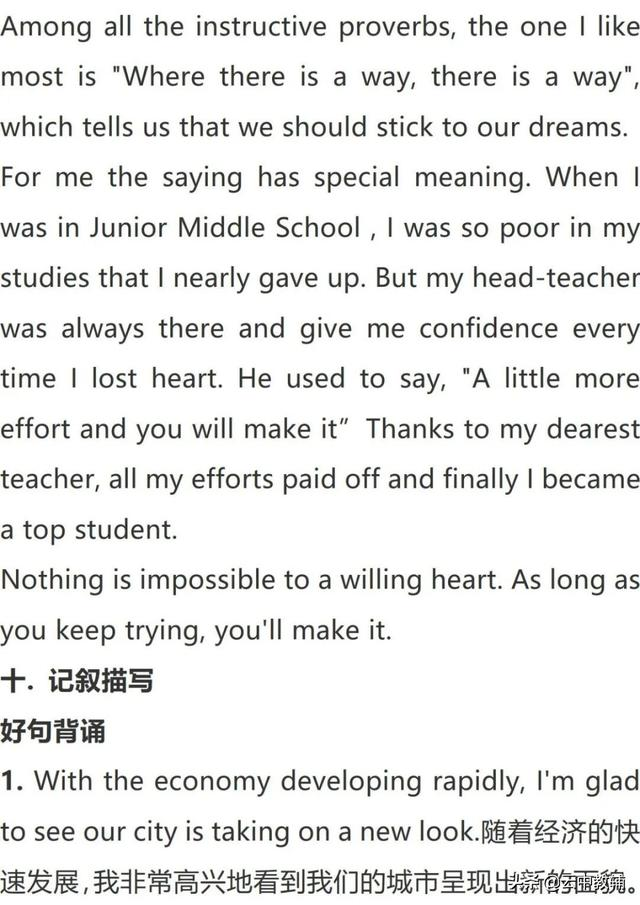 Among all the instructive proverbs, the one I like
most is "Where there is a way, there is a way",
which tells us that we should stick to our dreams.
For me the saying has special meaning. When I
was in Junior Middle School , I was so poor in my
studies that I nearly gave up. But my head-teacher
was always there and give me confidence every
time I lost heart. He used to say, "A little more
effort and you will make it” Thanks to my dearest
teacher, all my efforts paid off and finally I became
a top student.
Nothing is impossible to a willing heart. As long as
you keep trying, you'll make it.
十. 记叙描写
好句背诵
1. With the economy developing rapidly, I'm glad
to see our city is taking on a new look.随着经济的快
速发展,我非常高兴地看到我们的城市呈现出新的面貌。